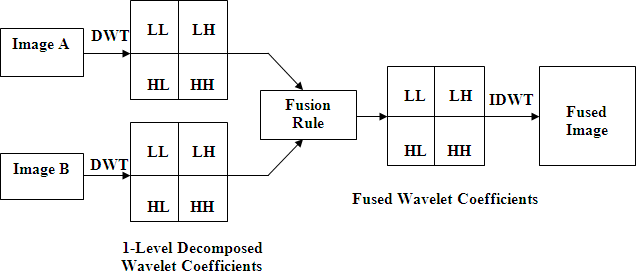 Image A
DWT
LL LH
HL HH
Fusion
Rule
LL LH
HL HH
IDWT
Fused
Image
Image B
DWT
LL LH
HL HH
Fused Wavelet Coefficients
1-Level Decomposed
Wavelet Coefficients